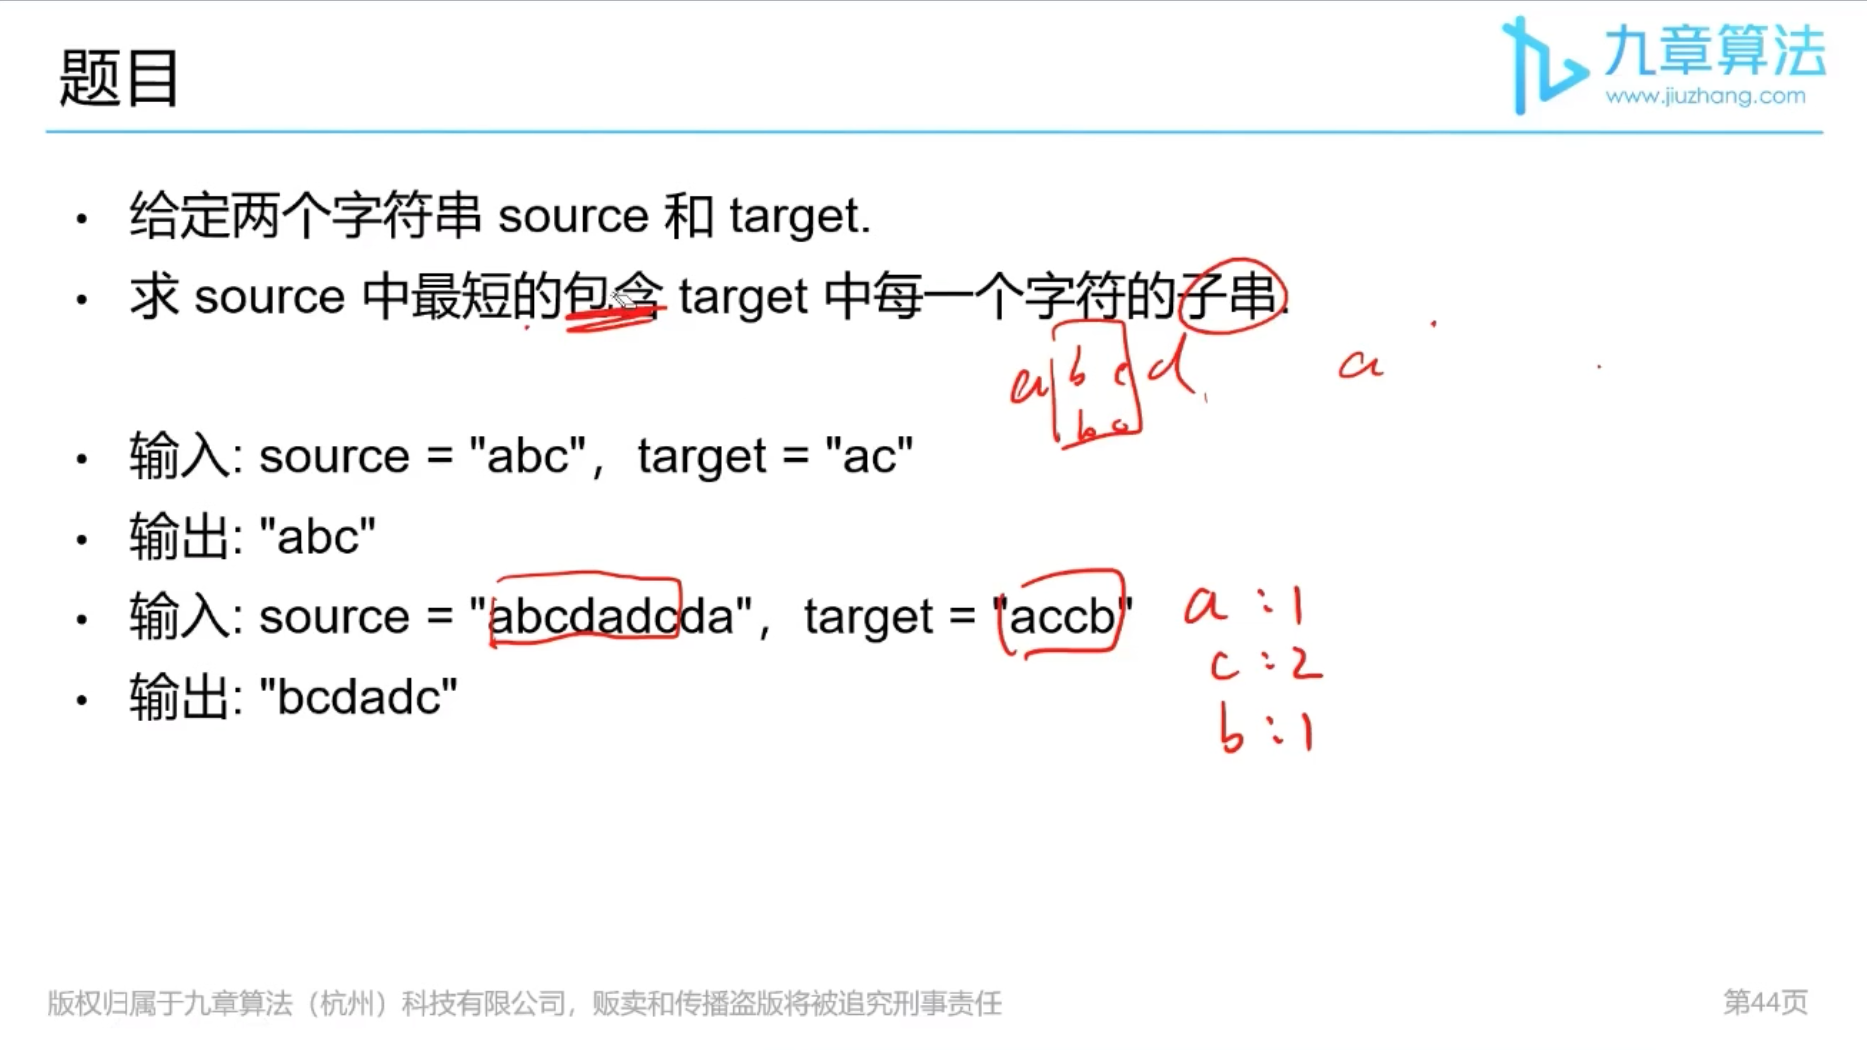 题目
九章算法
www.jiuzhang.com
• 给定两个字符串 source 和 target.
• 求 source 中最短的包含 target 中每一个字符的子串.
a b c d a
b c
• 输入: source = "abc"，target = "ac"
• 输出: "abc"
• 输入: source = "abcdadcda"，target = "accb"
a : 1
c : 2
• 输出: "bcdadc"
b : 1
版权归属于九章算法（杭州）科技有限公司，贩卖和传播盗版将被追究刑事责任
第44页